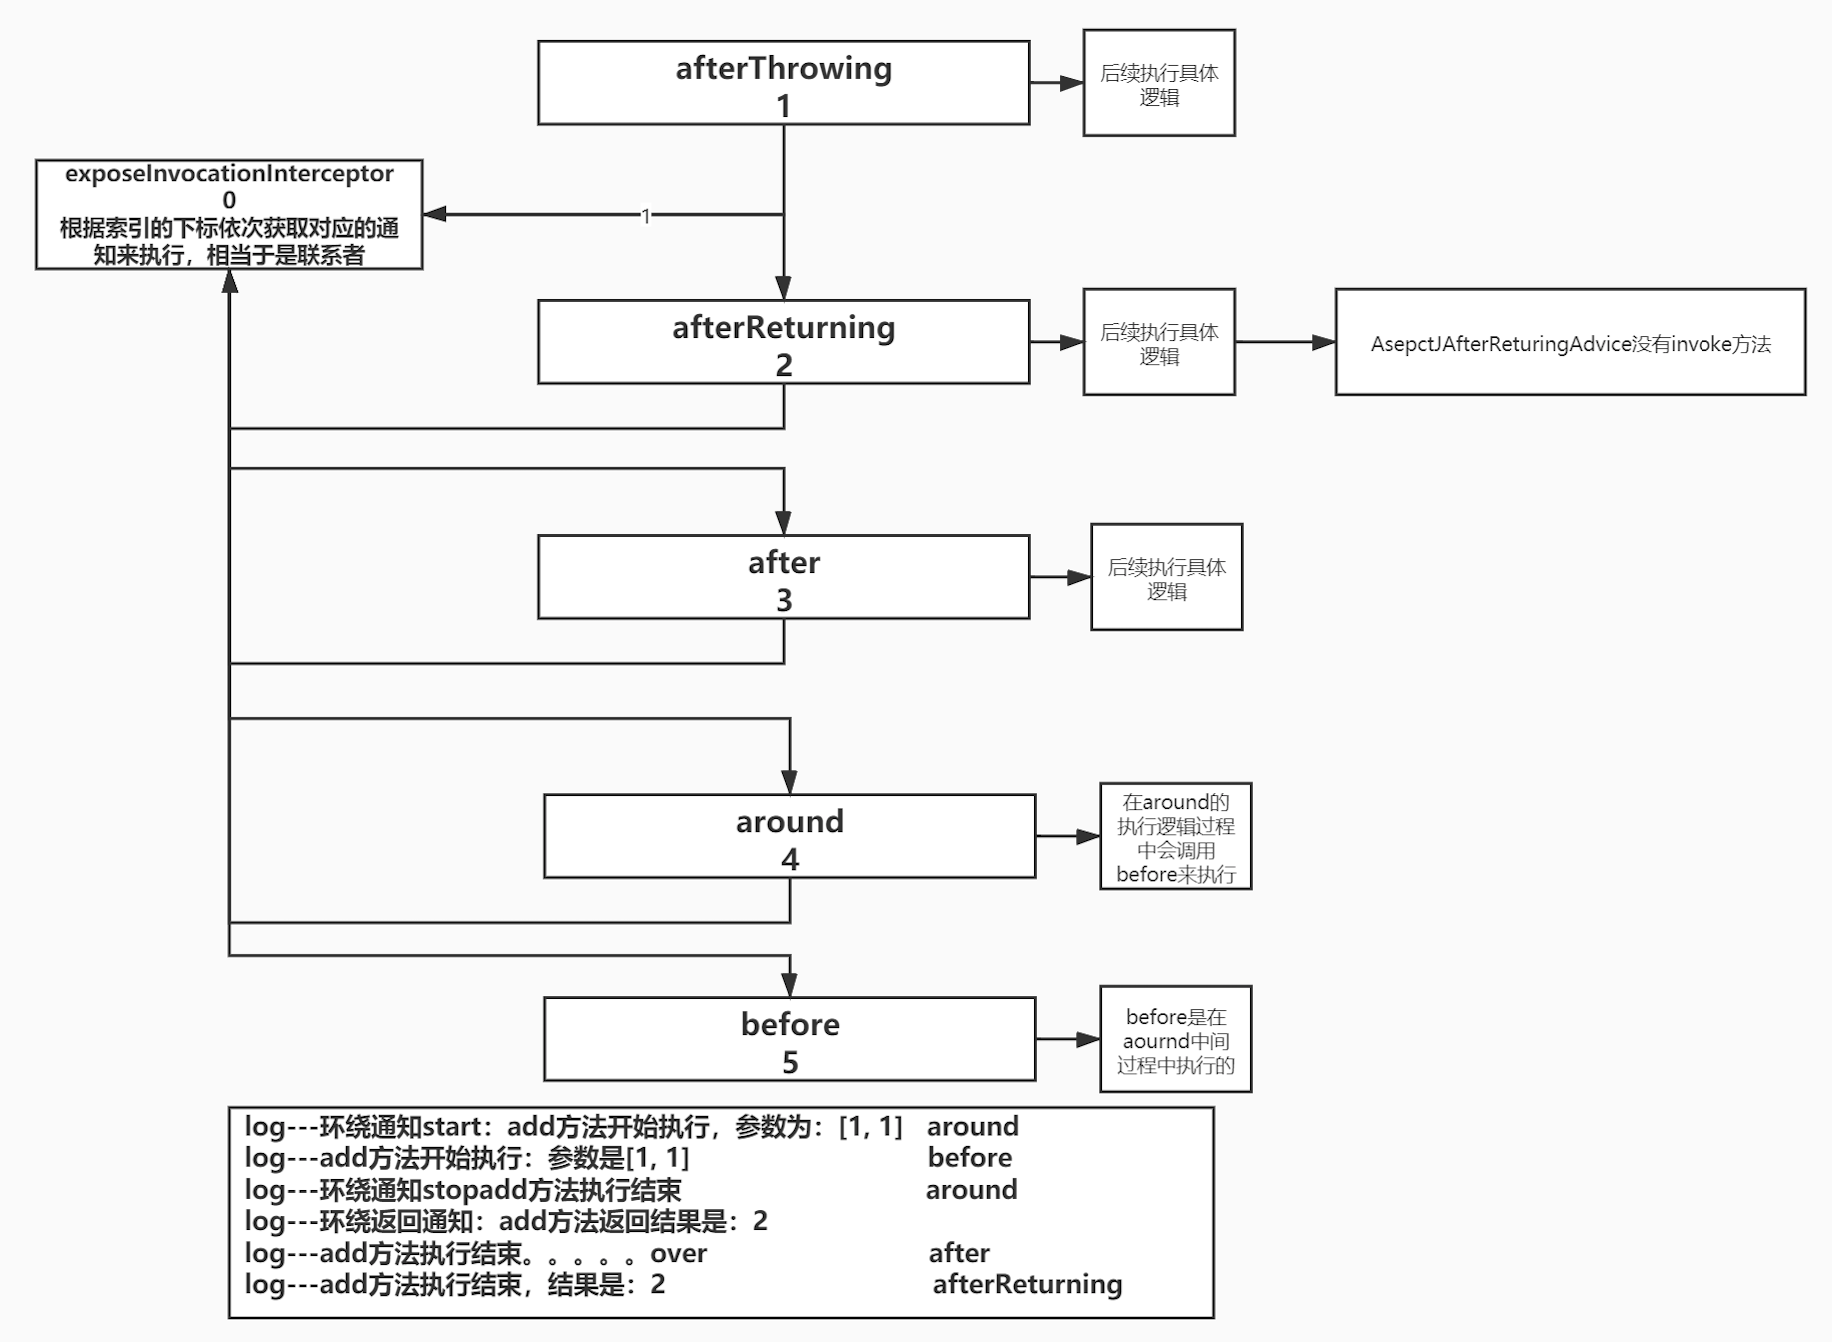 afterThrowing
1
后续执行具体
逻辑
exposeInvocationInterceptor
0
根据索引的下标依次获取对应的通
知来执行，相当于是联系者
1
afterReturning
2
后续执行具体
逻辑
AsepctJAfterReturingAdvice没有invoke方法
after
3
后续执行具体
逻辑
around
4
在around的
执行逻辑过程
中会调用
before来执行
before
5
before是在
aournd中间
过程中执行的
log---环绕通知start：add方法开始执行，参数为：[1, 1] around
log---add方法开始执行：参数是[1, 1] before
log---环绕通知stopadd方法执行结束 around
log---环绕返回通知：add方法返回结果是：2
log---add方法执行结束。。。。。over after
log---add方法执行结束，结果是：2 afterReturning